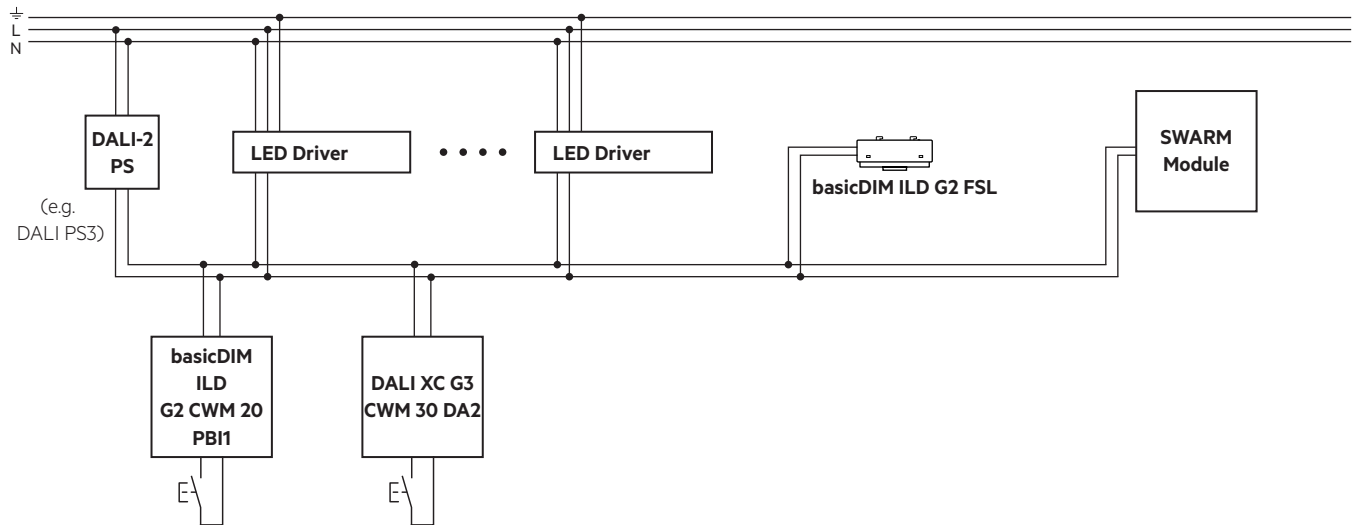 L
N
DALI-2
PS
LED Driver
LED Driver
SWARM
Module
basicDIM ILD G2 FSL
(e.g.
DALI PS3)
basicDIM
ILD
G2 CWM 20
PBI1
DALI XC G3
CWM 30 DA2